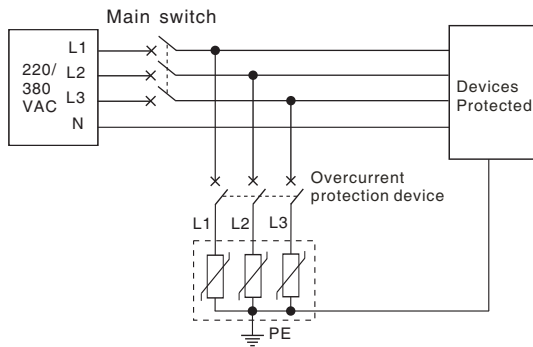 Main switch
L1
L2
L3
N
220/
380
VAC
Devices
Protected
Overcurrent
protection device
L1
L2
L3
PE